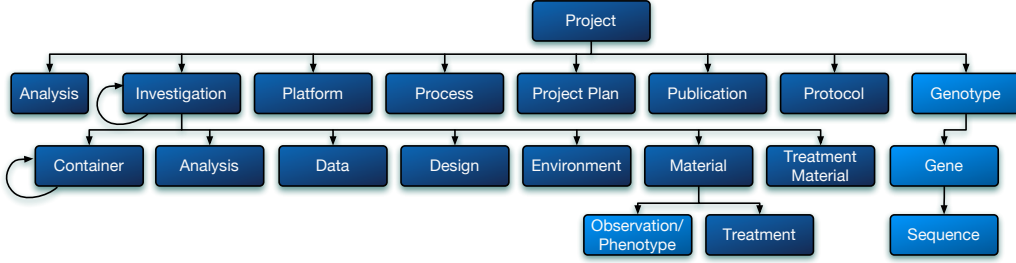 Project
Analysis
Investigation
Platform
Process
Project Plan
Publication
Protocol
Genotype
Container
Analysis
Data
Design
Environment
Material
Treatment
Material
Gene
Observation/
Phenotype
Treatment
Sequence